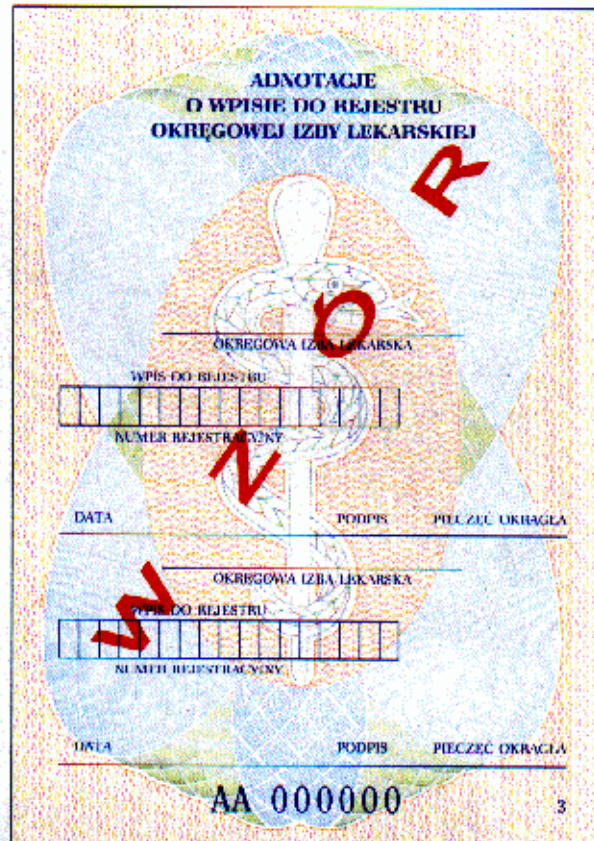 ADNOTACJE
O WPISIE DO REJESTRU
OKRĘGOWEJ IZBY LEKARSKIEJ
OKRĘGOWA IZBA LEKARSKA
WPIS DO REJESTRU
NUMER REJESTRACYJNY
DATA PODPIS PIECZĘĆ OKRĄGŁA
OKRĘGOWA IZBA LEKARSKA
WPIS DO REJESTRU
NUMER REJESTRACYJNY
DATA PODPIS PIECZĘĆ OKRĄGŁA
AA 000000 3
WZÓR